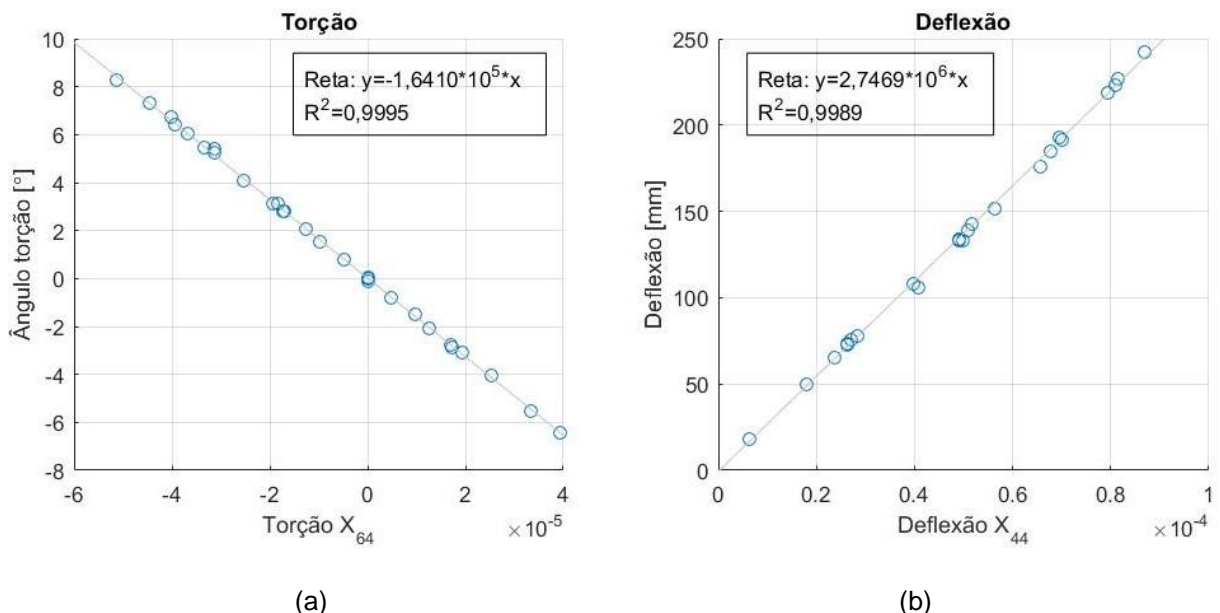 Torção
Reta: y=-1,6410*10^5*x
R^2=0,9995
Ângulo torção [°]
10
8
6
4
2
0
-2
-4
-6
-8
-6
-4
-2
0
2
4
Torção X_64
× 10^-5
(a)
Deflexão
Reta: y=2,7469*10^6*x
R^2=0,9989
Deflexão [mm]
250
200
150
100
50
0
0
0.2
0.4
0.6
0.8
1
Deflexão X_44
× 10^-4
(b)